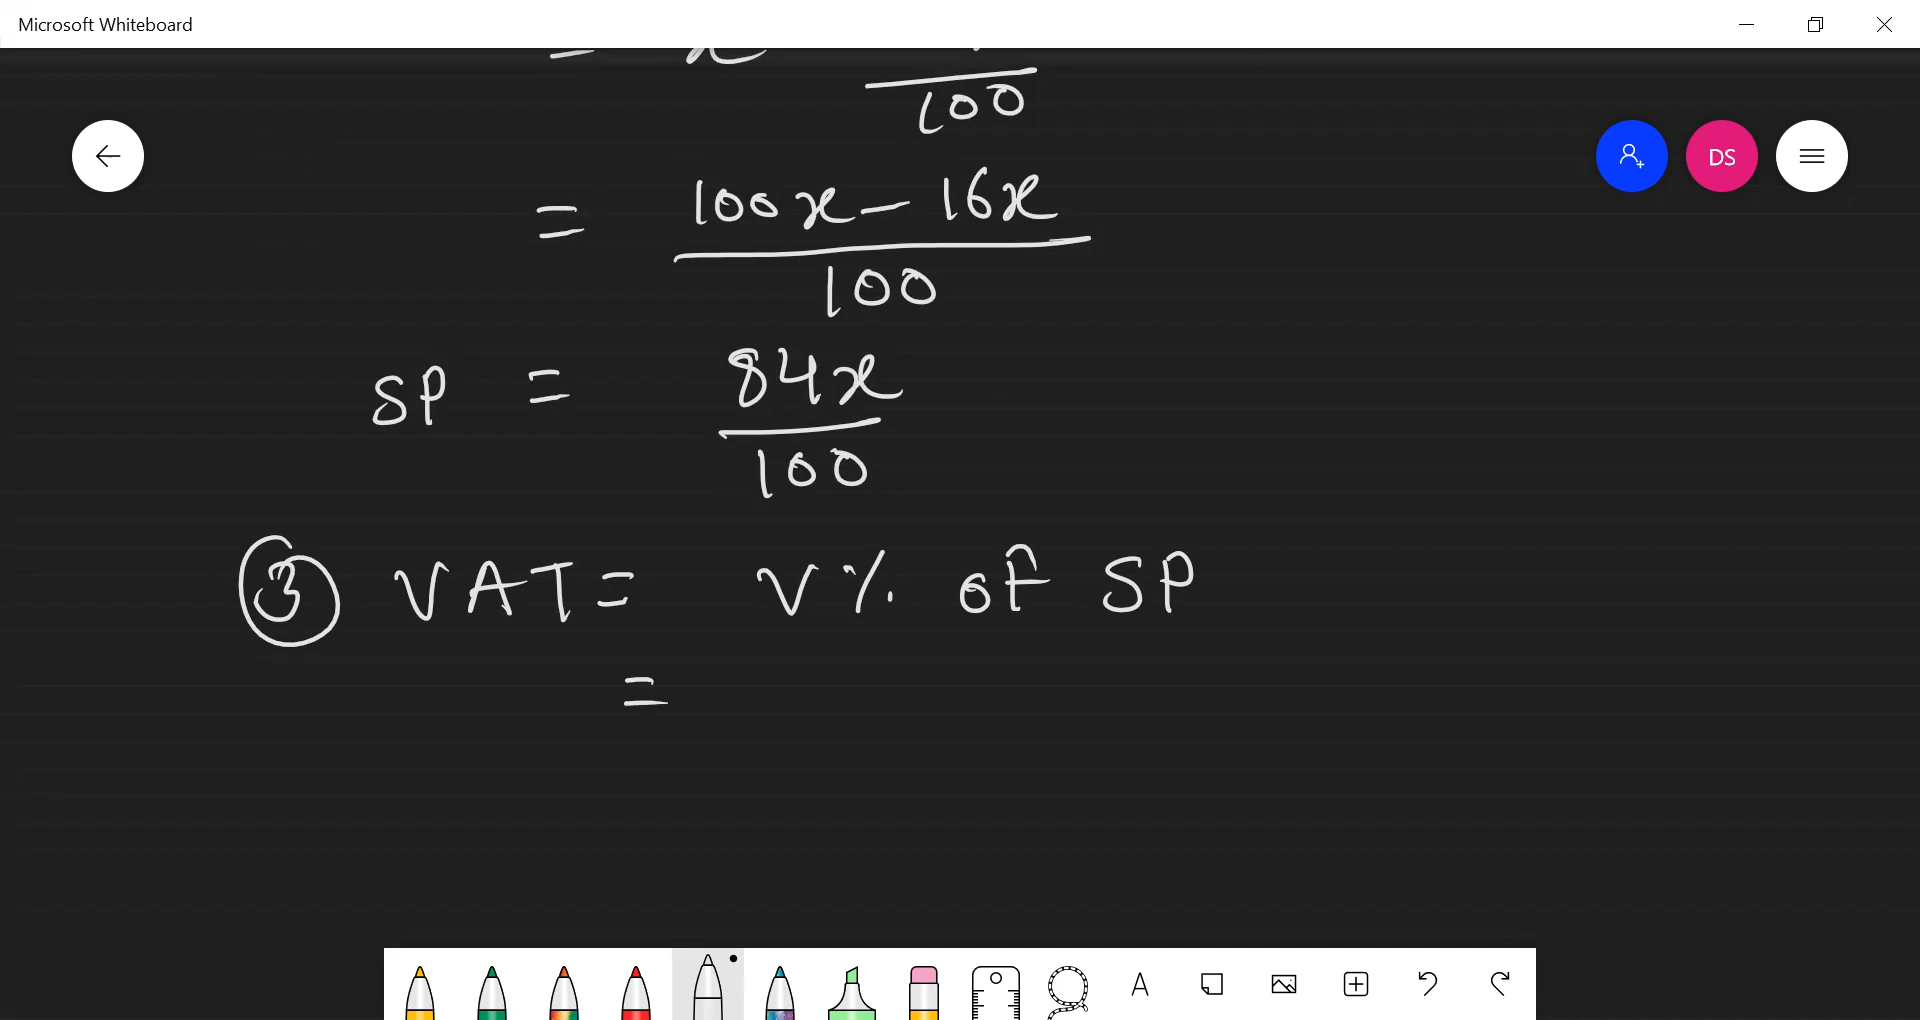 Microsoft Whiteboard
= x
100
DS
= 100x - 16x
100
SP = 84x
100
③ VAT = V% of SP
=
A